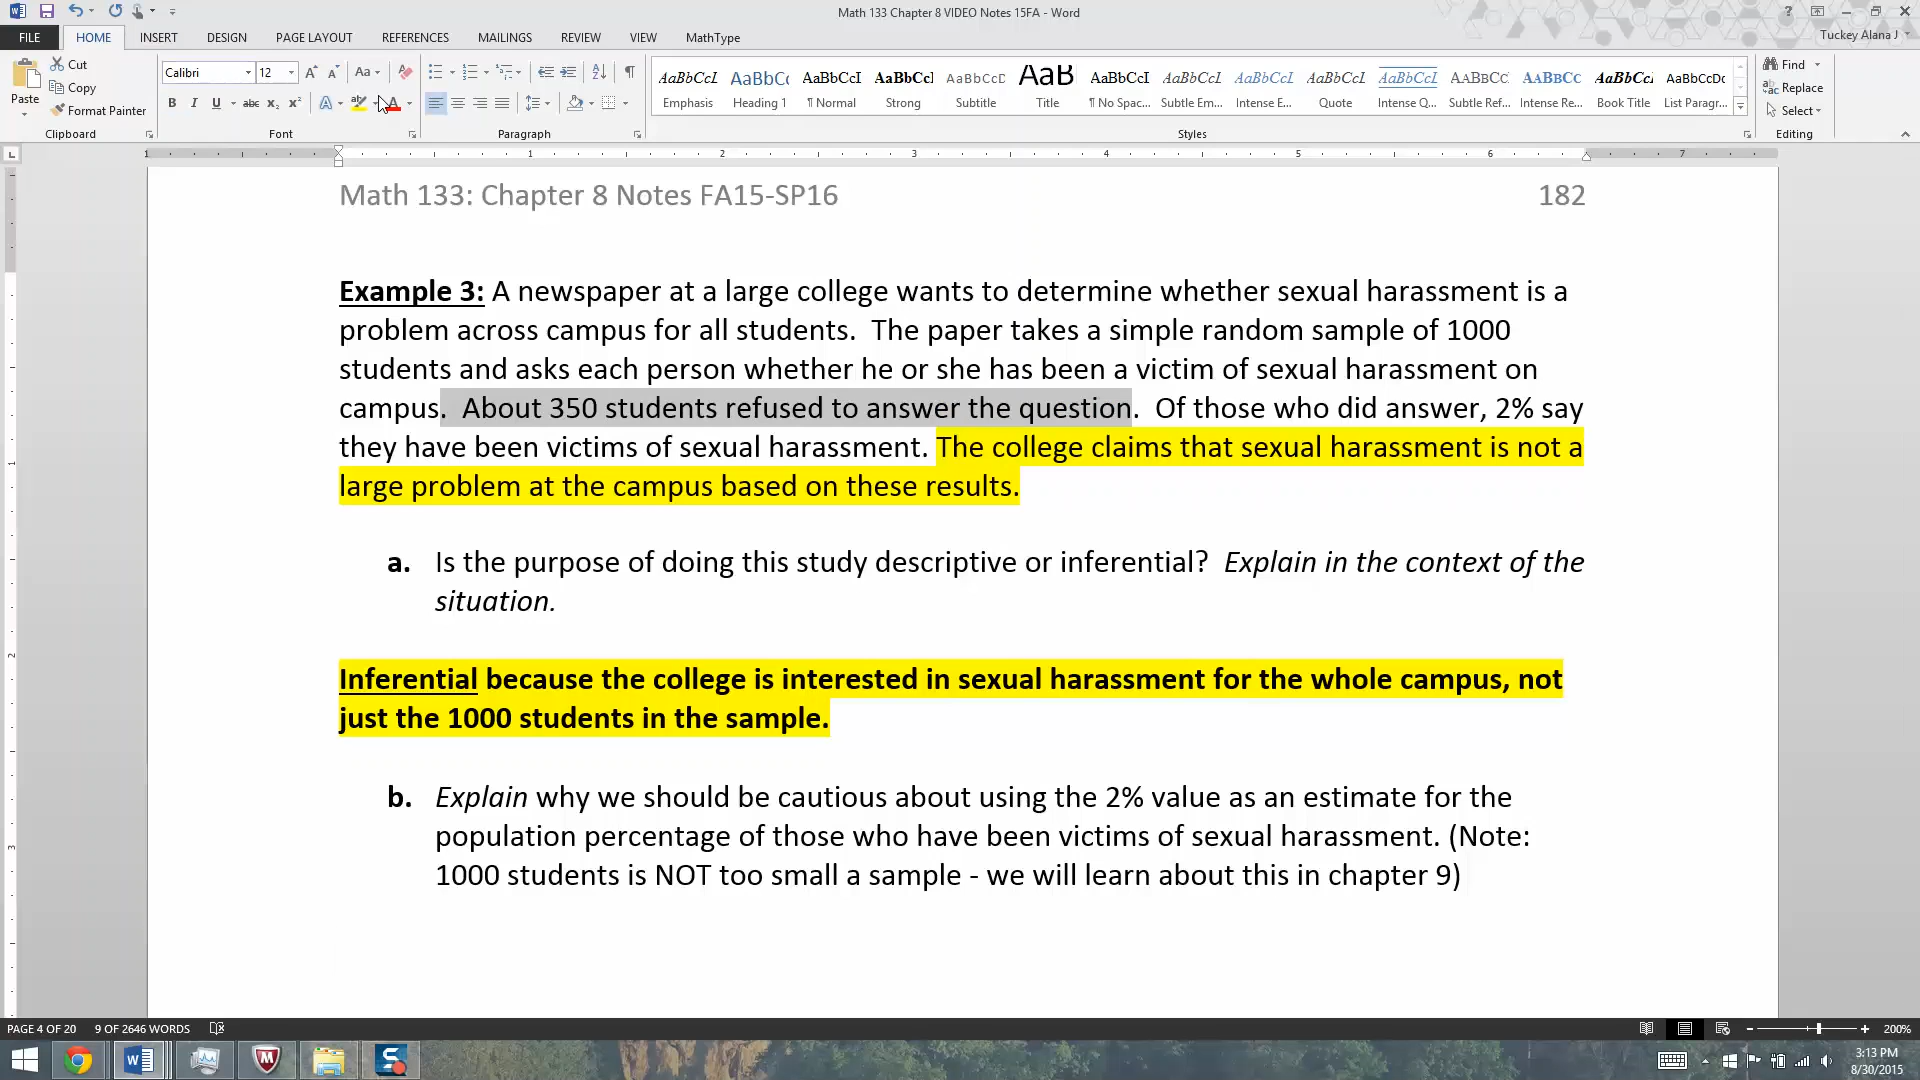 Math 133 Chapter 8 VIDEO Notes 15FA - Word
FILE HOME INSERT DESIGN PAGE LAYOUT REFERENCES MAILINGS REVIEW VIEW MathType
Tuckey Alana J
Paste
Cut
Copy
Format Painter
Clipboard
Calibri 12
Font
Paragraph
AaBbCcI Emphasis
AaBbC Heading 1
AaBbCcI ¶ Normal
AaBbCcI Strong
AaBbCcD Subtitle
AaB Title
AaBbCcI ¶ No Spac...
AaBbCcI Subtle Em...
AaBbCcI Intense E...
AaBbCcI Quote
AaBbCcI Intense Q...
AABBCC Subtle Ref...
AABBCC Intense Re...
AaBbCcI Book Title
AaBbCcDc List Paragr...
Styles
Find
Replace
Select
Editing
Math 133: Chapter 8 Notes FA15-SP16 182
Example 3: A newspaper at a large college wants to determine whether sexual harassment is a
problem across campus for all students. The paper takes a simple random sample of 1000
students and asks each person whether he or she has been a victim of sexual harassment on
campus. About 350 students refused to answer the question. Of those who did answer, 2% say
they have been victims of sexual harassment. The college claims that sexual harassment is not a
large problem at the campus based on these results.
a. Is the purpose of doing this study descriptive or inferential? Explain in the context of the
situation.
Inferential because the college is interested in sexual harassment for the whole campus, not
just the 1000 students in the sample.
b. Explain why we should be cautious about using the 2% value as an estimate for the
population percentage of those who have been victims of sexual harassment. (Note:
1000 students is NOT too small a sample - we will learn about this in chapter 9)
PAGE 4 OF 20 9 OF 2646 WORDS 200%
3:13 PM
8/30/2015